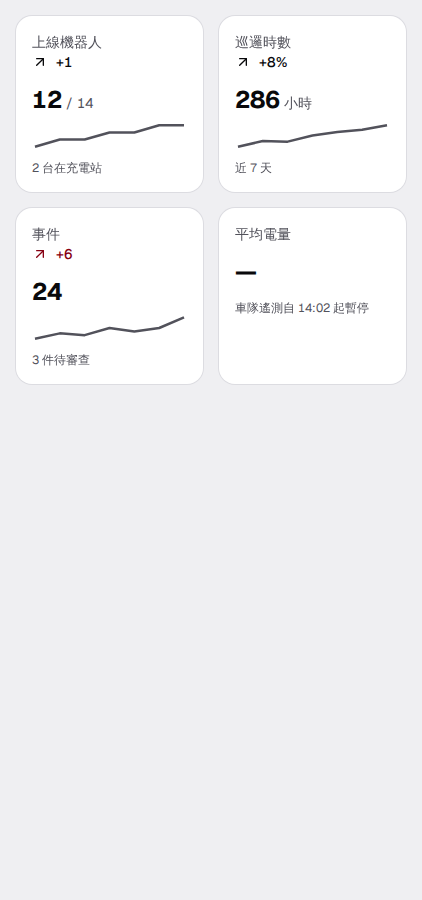 上線機器人
+1
12 / 14
2 台在充電站
巡邏時數
+8%
286 小時
近 7 天
事件
+6
24
3 件待審查
平均電量
—
車隊遙測自 14:02 起暫停